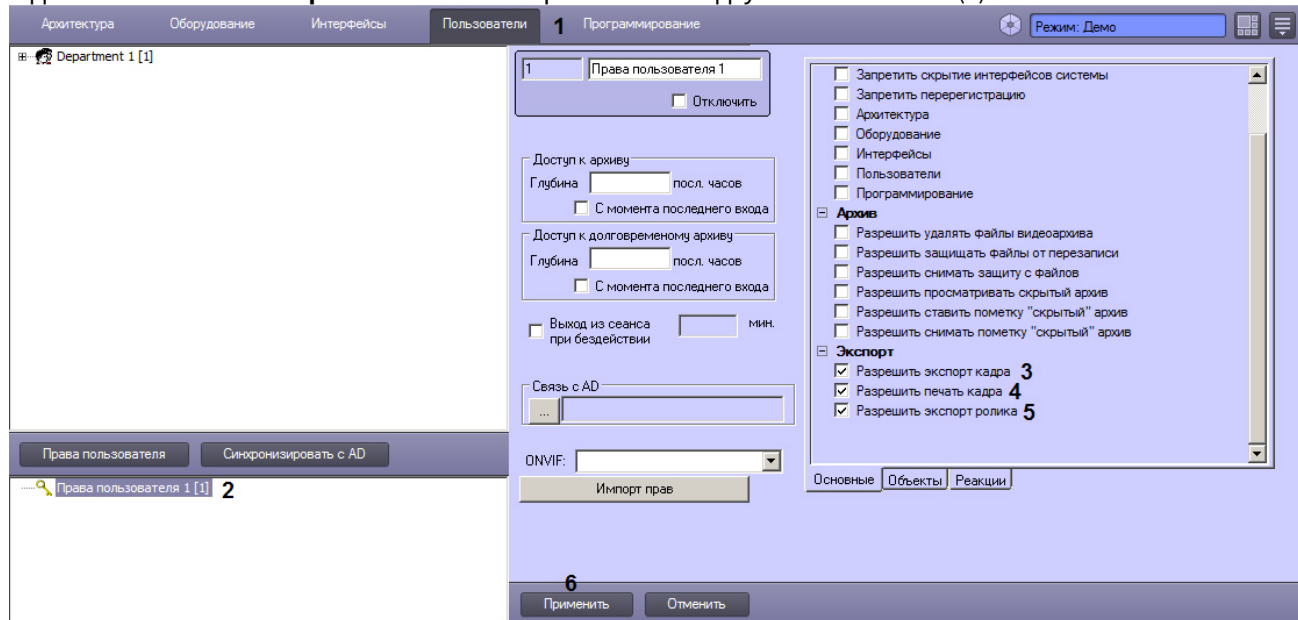 Архитектура Оборудование Интерфейсы Пользователи 1 Программирование Режим: Демо
Department 1 [1]
1 Права пользователя 1
Отключить
Доступ к архиву
Глубина посл. часов
С момента последнего входа
Доступ к долговременому архиву
Глубина посл. часов
С момента последнего входа
Выход из сеанса мин.
при бездействии
Связь с AD
...
ONVIF:
Импорт прав
Запретить скрытие интерфейсов системы
Запретить перерегистрацию
Архитектура
Оборудование
Интерфейсы
Пользователи
Программирование
Архив
Разрешить удалять файлы видеоархива
Разрешить защищать файлы от перезаписи
Разрешить снимать защиту с файлов
Разрешить просматривать скрытый архив
Разрешить ставить пометку "скрытый" архив
Разрешить снимать пометку "скрытый" архив
Экспорт
Разрешить экспорт кадра 3
Разрешить печать кадра 4
Разрешить экспорт ролика 5
Основные Объекты Реакции
Права пользователя Синхронизировать с AD
Права пользователя 1 [1] 2
6
Применить Отменить